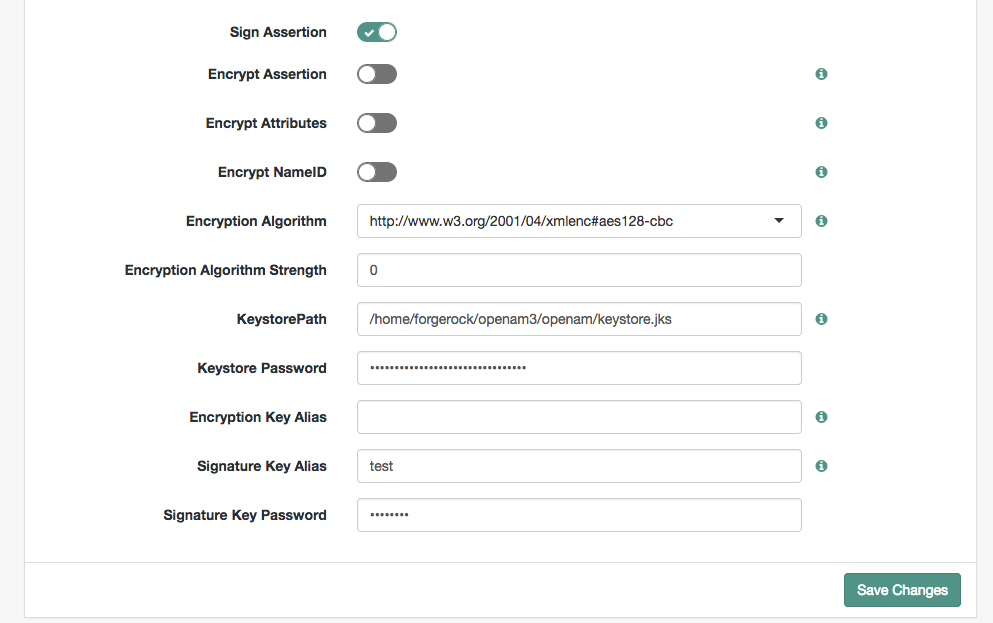 Sign Assertion
Encrypt Assertion
Encrypt Attributes
Encrypt NameID
Encryption Algorithm http://www.w3.org/2001/04/xmlenc#aes128-cbc
Encryption Algorithm Strength 0
KeystorePath /home/forgerock/openam3/openam/keystore.jks
Keystore Password ••••••••••••••••••••••••••••••••
Encryption Key Alias
Signature Key Alias test
Signature Key Password ••••••••
Save Changes